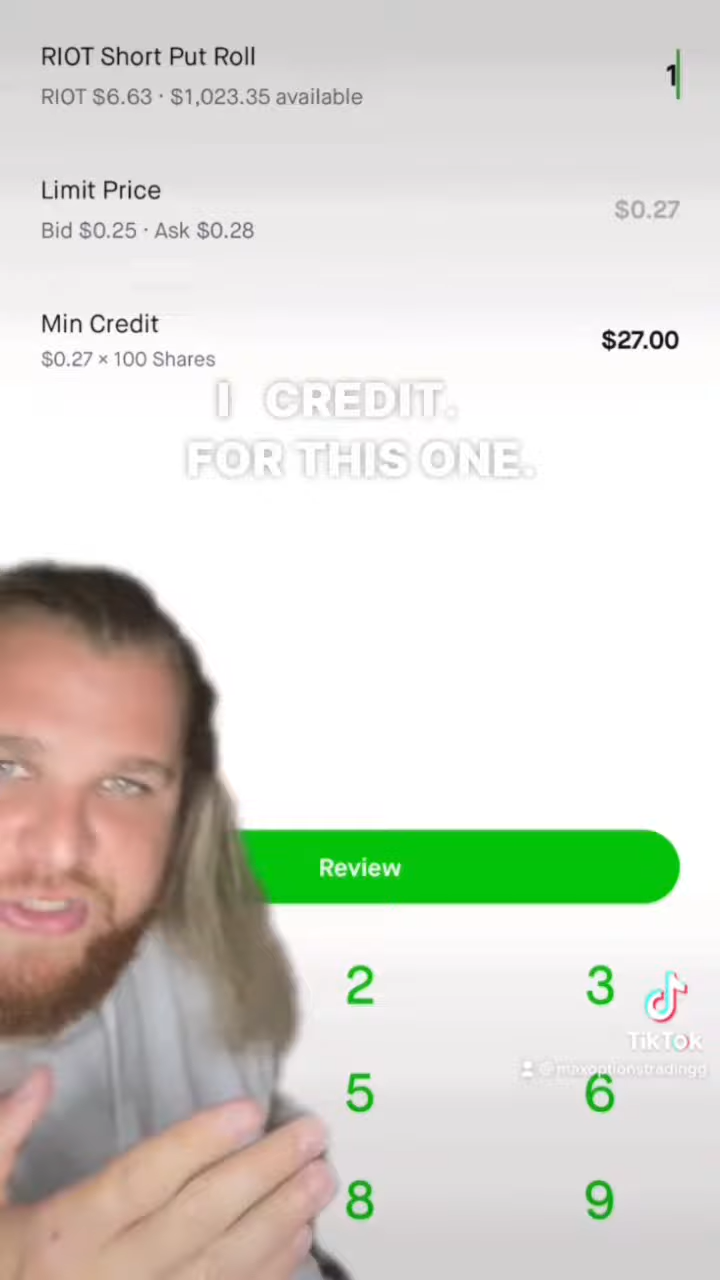 RIOT Short Put Roll
1
RIOT $6.63 · $1,023.35 available
Limit Price
$0.27
Bid $0.25 · Ask $0.28
Min Credit
$27.00
$0.27 × 100 Shares
I CREDIT.
FOR THIS ONE.
Review
2 3
TikTok
@maxoptionstradingg
5 6
8 9